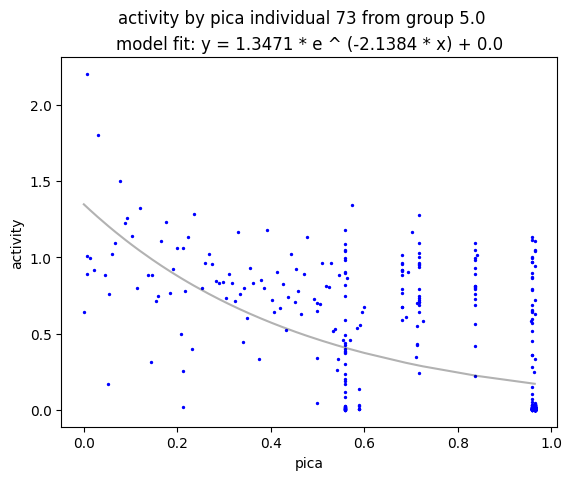 activity by pica individual 73 from group 5.0
model fit: y = 1.3471 * e ^ (-2.1384 * x) + 0.0
2.0
1.5
1.0
0.5
0.0
activity
0.0 0.2 0.4 0.6 0.8 1.0
pica